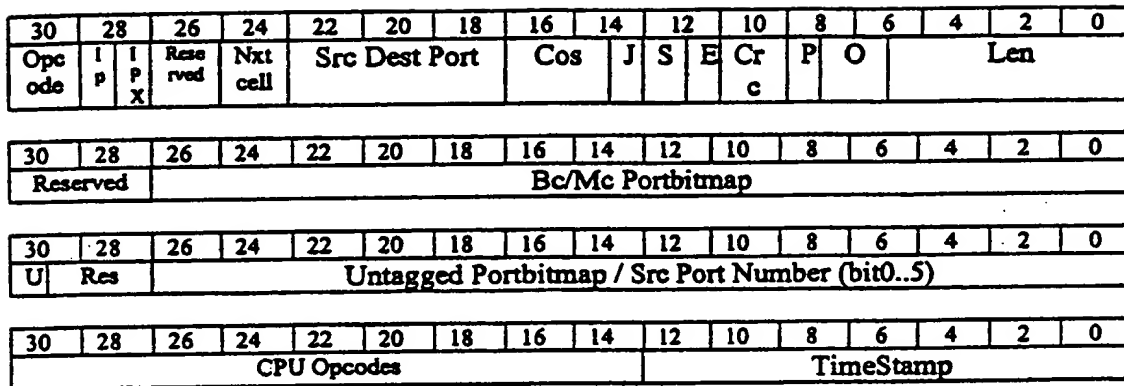 30 28 26 24 22 20 18 16 14 12 10 8 6 4 2 0
Opc ode I p I P X Rese rved Nxt cell Src Dest Port Cos J S E Cr c P O Len
30 28 26 24 22 20 18 16 14 12 10 8 6 4 2 0
Reserved Bc/Mc Portbitmap
30 28 26 24 22 20 18 16 14 12 10 8 6 4 2 0
U Res Untagged Portbitmap / Src Port Number (bit0..5)
30 28 26 24 22 20 18 16 14 12 10 8 6 4 2 0
CPU Opcodes TimeStamp